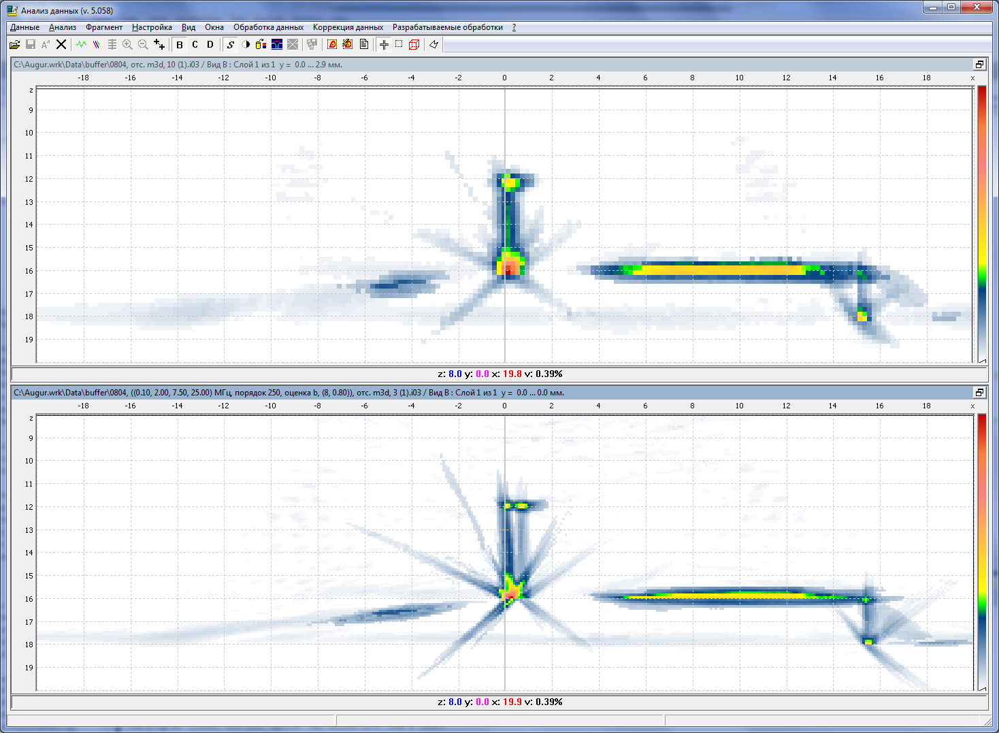 Анализ данных (v. 5.058)
Данные Анализ Фрагмент Настройка Вид Окна Обработка данных Коррекция данных Разрабатываемые обработки ?
A B C D S
C:\Augur.wrk\Data\buffer\0804, отс. m3d, 10 (1).i03 / Вид B : Слой 1 из 1 y = 0.0 ... 2.9 мм.
-18 -16 -14 -12 -10 -8 -6 -4 -2 0 2 4 6 8 10 12 14 16 18 x
z
9
10
11
12
13
14
15
16
17
18
19
z: 8.0 y: 0.0 x: 19.8 v: 0.39%
C:\Augur.wrk\Data\buffer\0804, ((0.10, 2.00, 7.50, 25.00) МГц, порядок 250, оценка b, (8, 0.80)), отс. m3d, 3 (1).i03 / Вид B : Слой 1 из 1 y = 0.0 ... 0.0 мм.
-18 -16 -14 -12 -10 -8 -6 -4 -2 0 2 4 6 8 10 12 14 16 18 x
z
9
10
11
12
13
14
15
16
17
18
19
z: 8.0 y: 0.0 x: 19.9 v: 0.39%